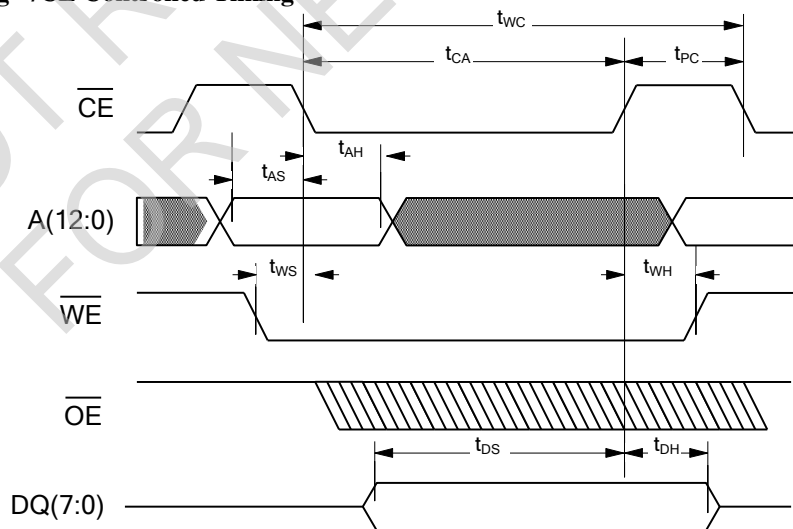 /CE Controlled Timing
tWC
tCA
tPC
CE
tAH
tAS
A(12:0)
tWS
tWH
WE
OE
tDS
tDH
DQ(7:0)